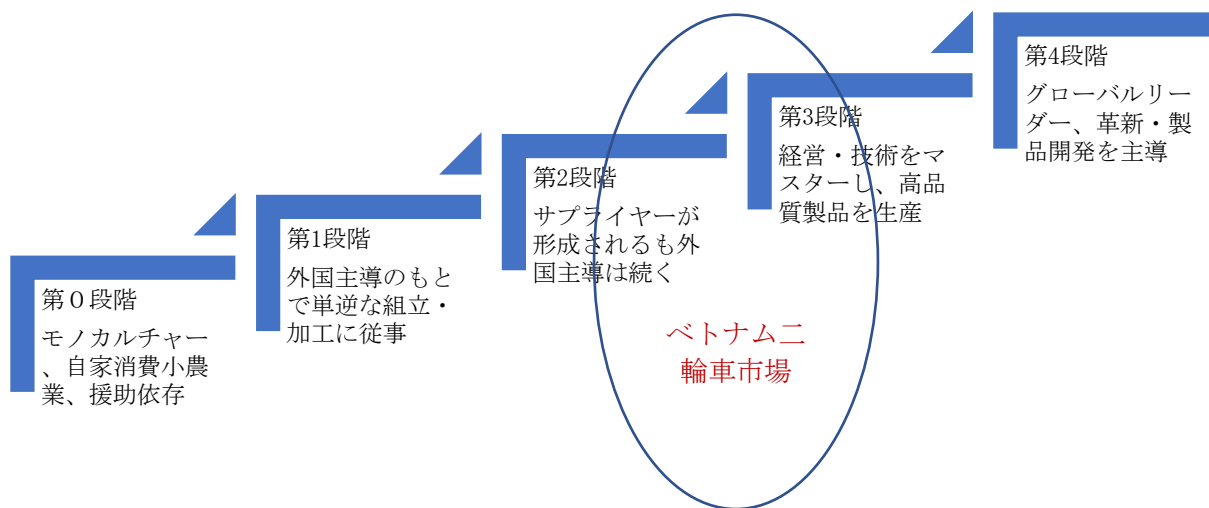 第０段階
モノカルチャー
、自家消費小農
業、援助依存
第1段階
外国主導のもと
で単逆な組立・
加工に従事
第2段階
サプライヤーが
形成されるも外
国主導は続く
第3段階
経営・技術をマ
スターし、高品
質製品を生産
第4段階
グローバルリー
ダー、革新・製
品開発を主導
ベトナム二
輪車市場